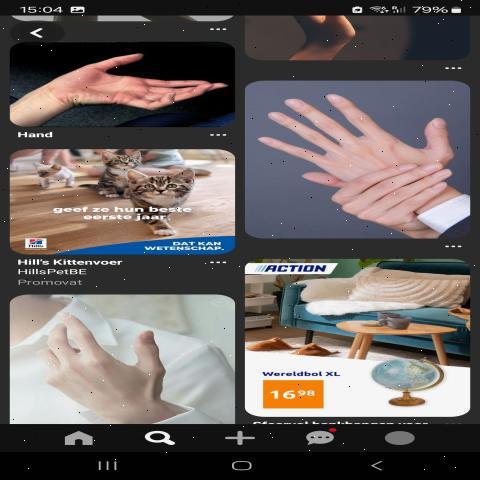 15:04
79%
Hand
geef ze hun beste
eerste jaar.
Hill's
DAT KAN
WETENSCHAP.
Hill's Kittenvoer
HillsPetBE
Promovat
ACTION
Wereldbol XL
16.98